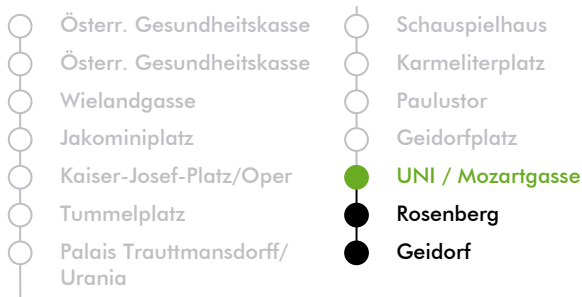 Österr. Gesundheitskasse
Österr. Gesundheitskasse
Wielandgasse
Jakominiplatz
Kaiser-Josef-Platz/Oper
Tummelplatz
Palais Trauttmansdorff/
Urania
Schauspielhaus
Karmeliterplatz
Paulustor
Geidorfplatz
UNI / Mozartgasse
Rosenberg
Geidorf